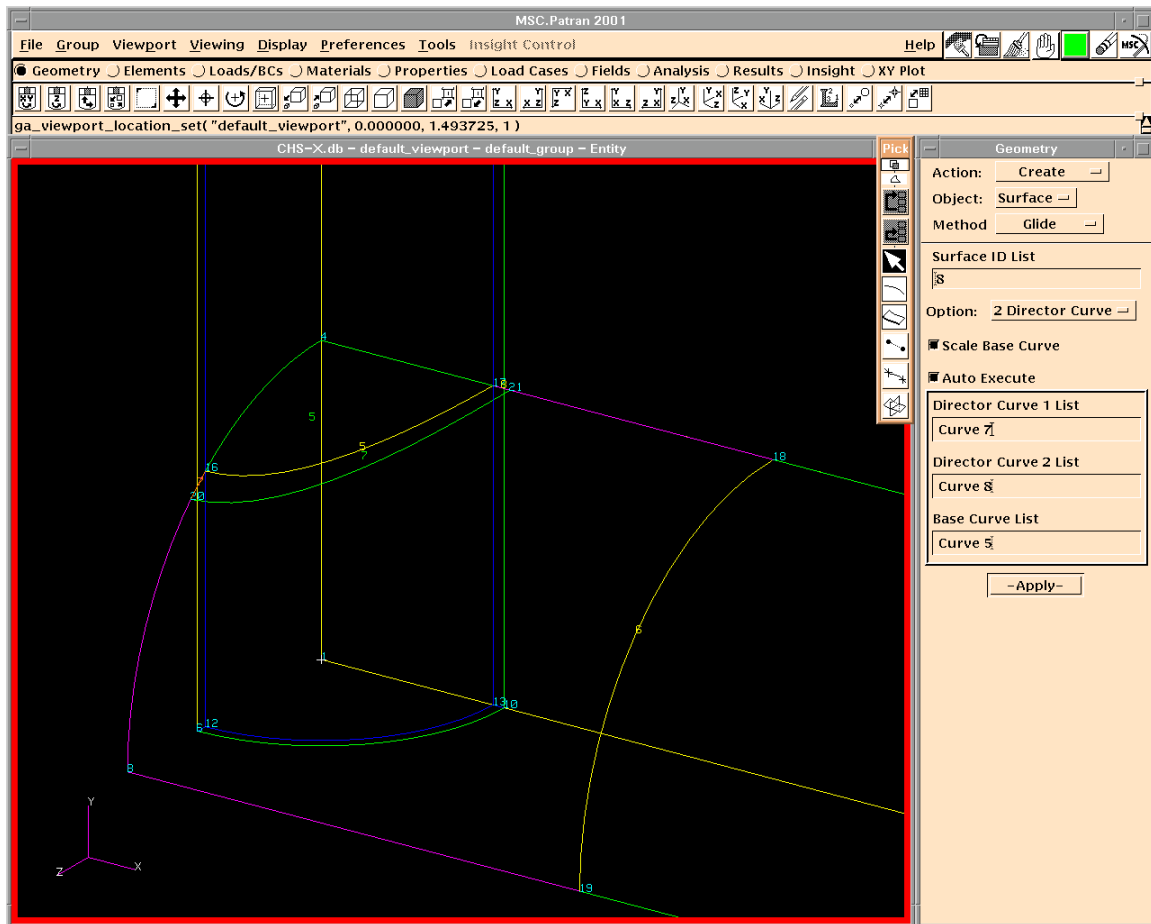 MSC.Patran 2001
File Group Viewport Viewing Display Preferences Tools Insight Control Help
MSC
Geometry Elements Loads/BCs Materials Properties Load Cases Fields Analysis Results Insight XY Plot
ga_viewport_location_set( "default_viewport", 0.000000, 1.493725, 1 )
CHS-X.db - default_viewport - default_group - Entity
Pick
Geometry
Action: Create
Object: Surface
Method Glide
Surface ID List
8
Option: 2 Director Curve
Scale Base Curve
Auto Execute
Director Curve 1 List
Curve 7
Director Curve 2 List
Curve 8
Base Curve List
Curve 5
-Apply-
4
21
5
5
7
16
18
20
6
1
13
10
12
6
8
19
Y
X
Z